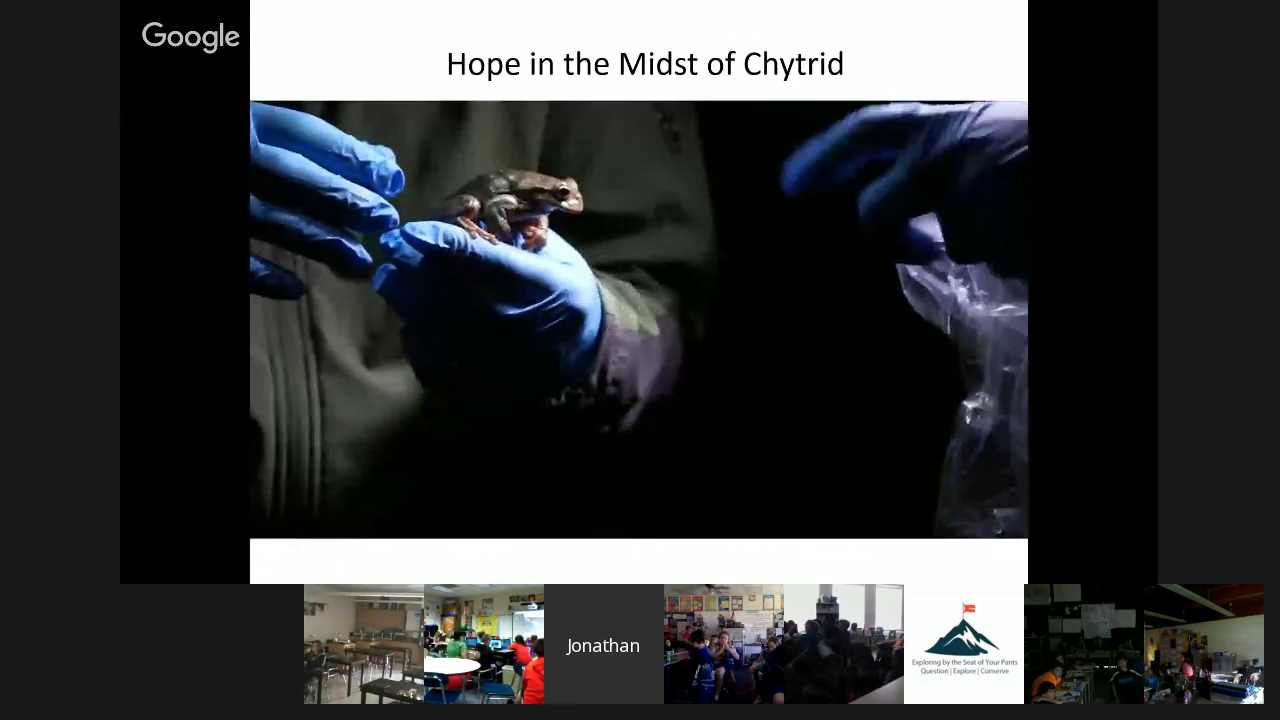 Google
Hope in the Midst of Chytrid
Jonathan
Exploring by the Seat of Your Pants
Question | Explore | Conserve